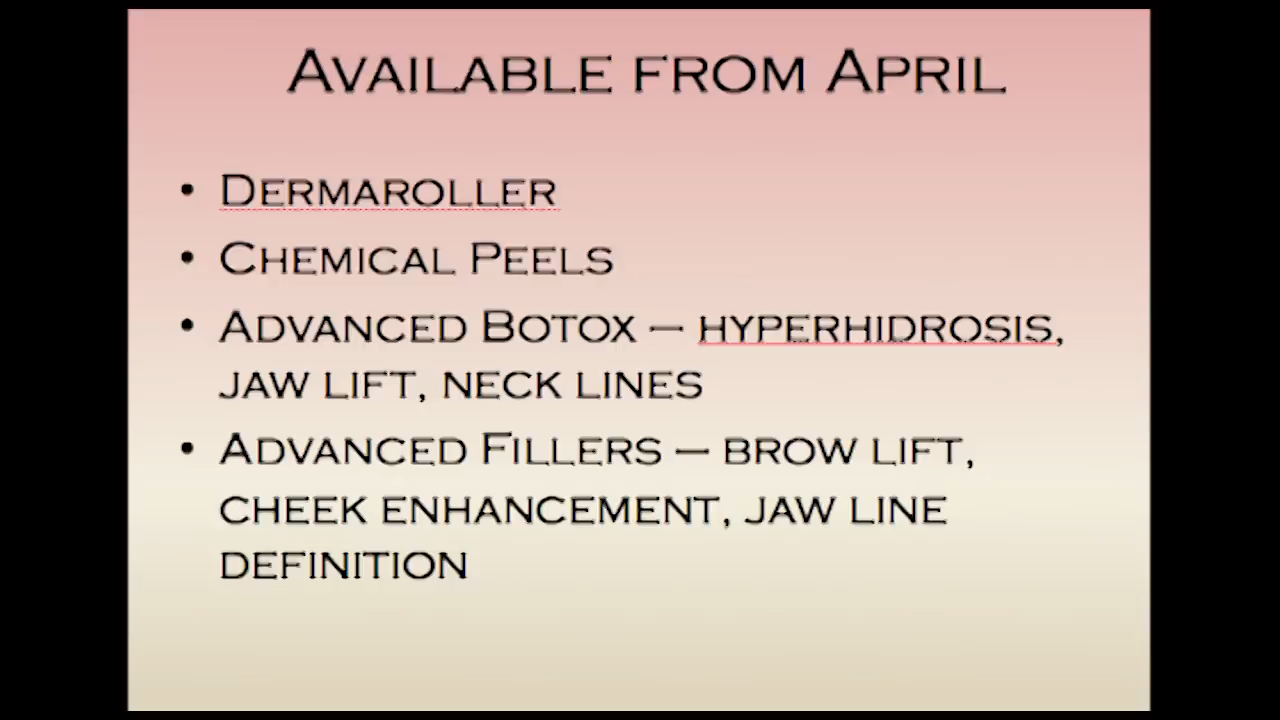 Available from April
• Dermaroller
• Chemical Peels
• Advanced Botox – hyperhidrosis,
jaw lift, neck lines
• Advanced Fillers – brow lift,
cheek enhancement, jaw line
definition